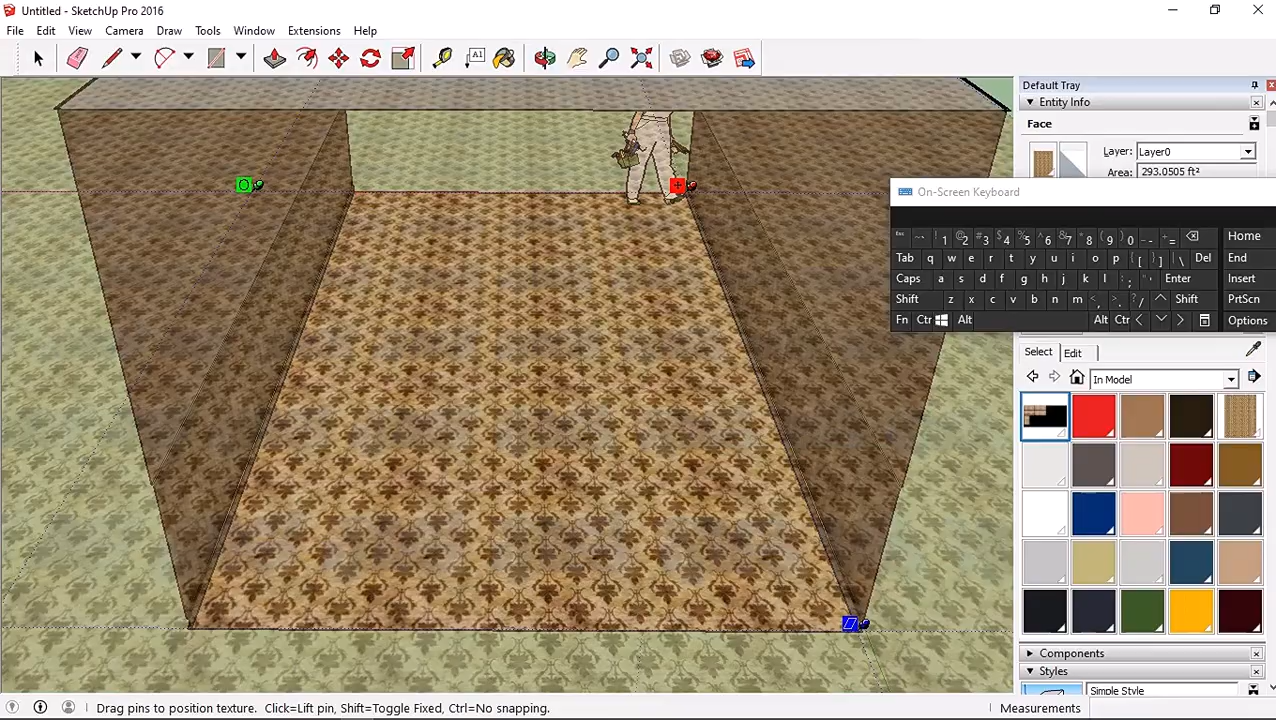 Untitled - SketchUp Pro 2016
File Edit View Camera Draw Tools Window Extensions Help
A1
Default Tray
Entity Info
Face
Layer: Layer0
Area: 293.0505 ft²
On-Screen Keyboard
Esc ~` !1 @2 #3 $4 %5 ^6 &7 *8 (9 )0 _- += Home
Tab q w e r t y u i o p {[ }] |\ Del End
Caps a s d f g h j k l :; "' Enter Insert
Shift z x c v b n m <, >. ?/ Shift PrtScn
Fn Ctr Alt Alt Ctr Options
Select Edit
In Model
Components
Styles
Simple Style
Drag pins to position texture. Click=Lift pin, Shift=Toggle Fixed, Ctrl=No snapping.
Measurements